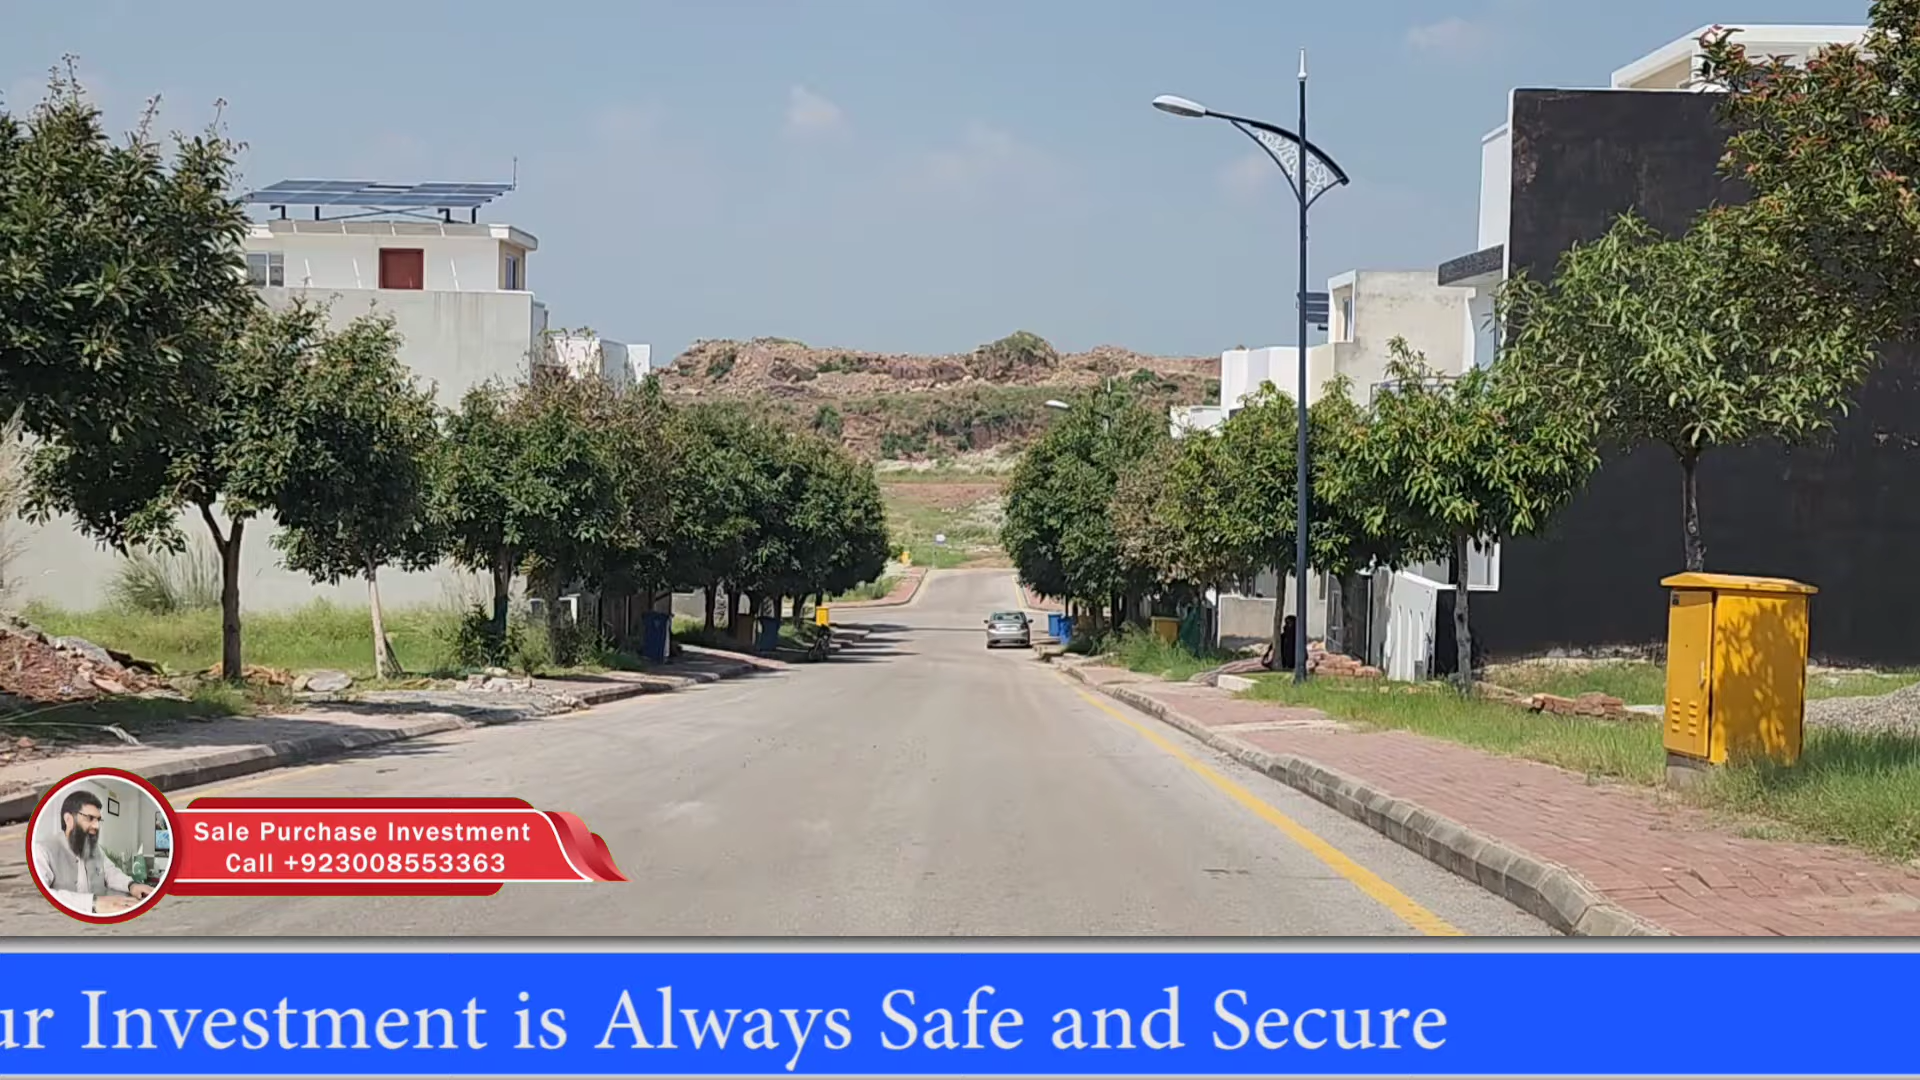 Sale Purchase Investment
Call +923008553363
Investment is Always Safe and Secure